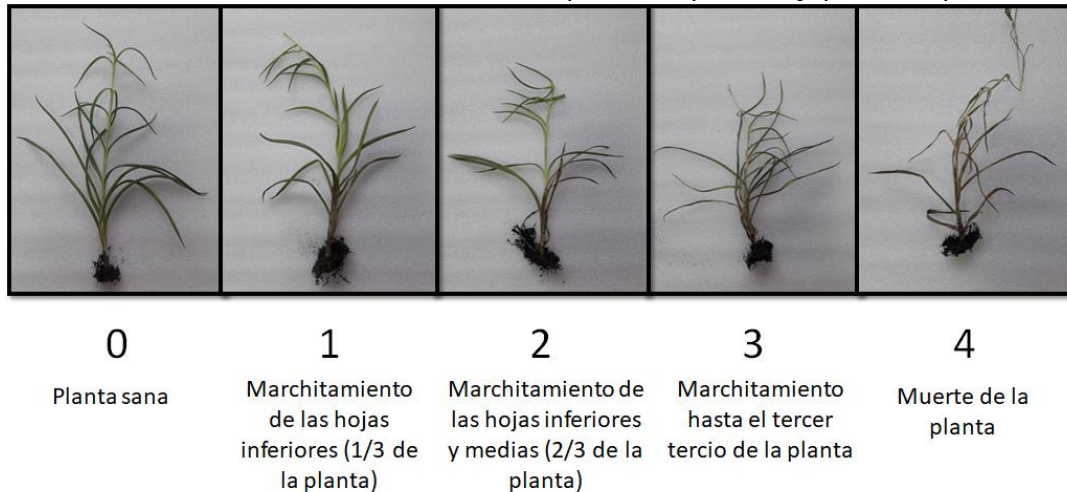 0
Planta sana
1
Marchitamiento
de las hojas
inferiores (1/3 de
la planta)
2
Marchitamiento de
las hojas inferiores
y medias (2/3 de la
planta)
3
Marchitamiento
hasta el tercer
tercio de la planta
4
Muerte de la
planta